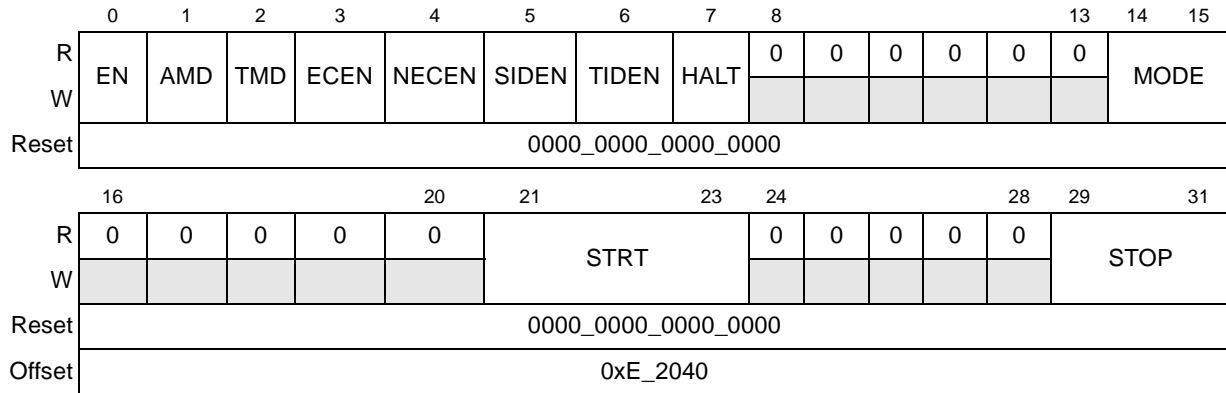 0 1 2 3 4 5 6 7 8 13 14 15
R EN AMD TMD ECEN NECEN SIDEN TIDEN HALT 0 0 0 0 0 0 MODE
W
Reset 0000_0000_0000_0000
16 20 21 23 24 28 29 31
R 0 0 0 0 0 STRT 0 0 0 0 0 STOP
W
Reset 0000_0000_0000_0000
Offset 0xE_2040